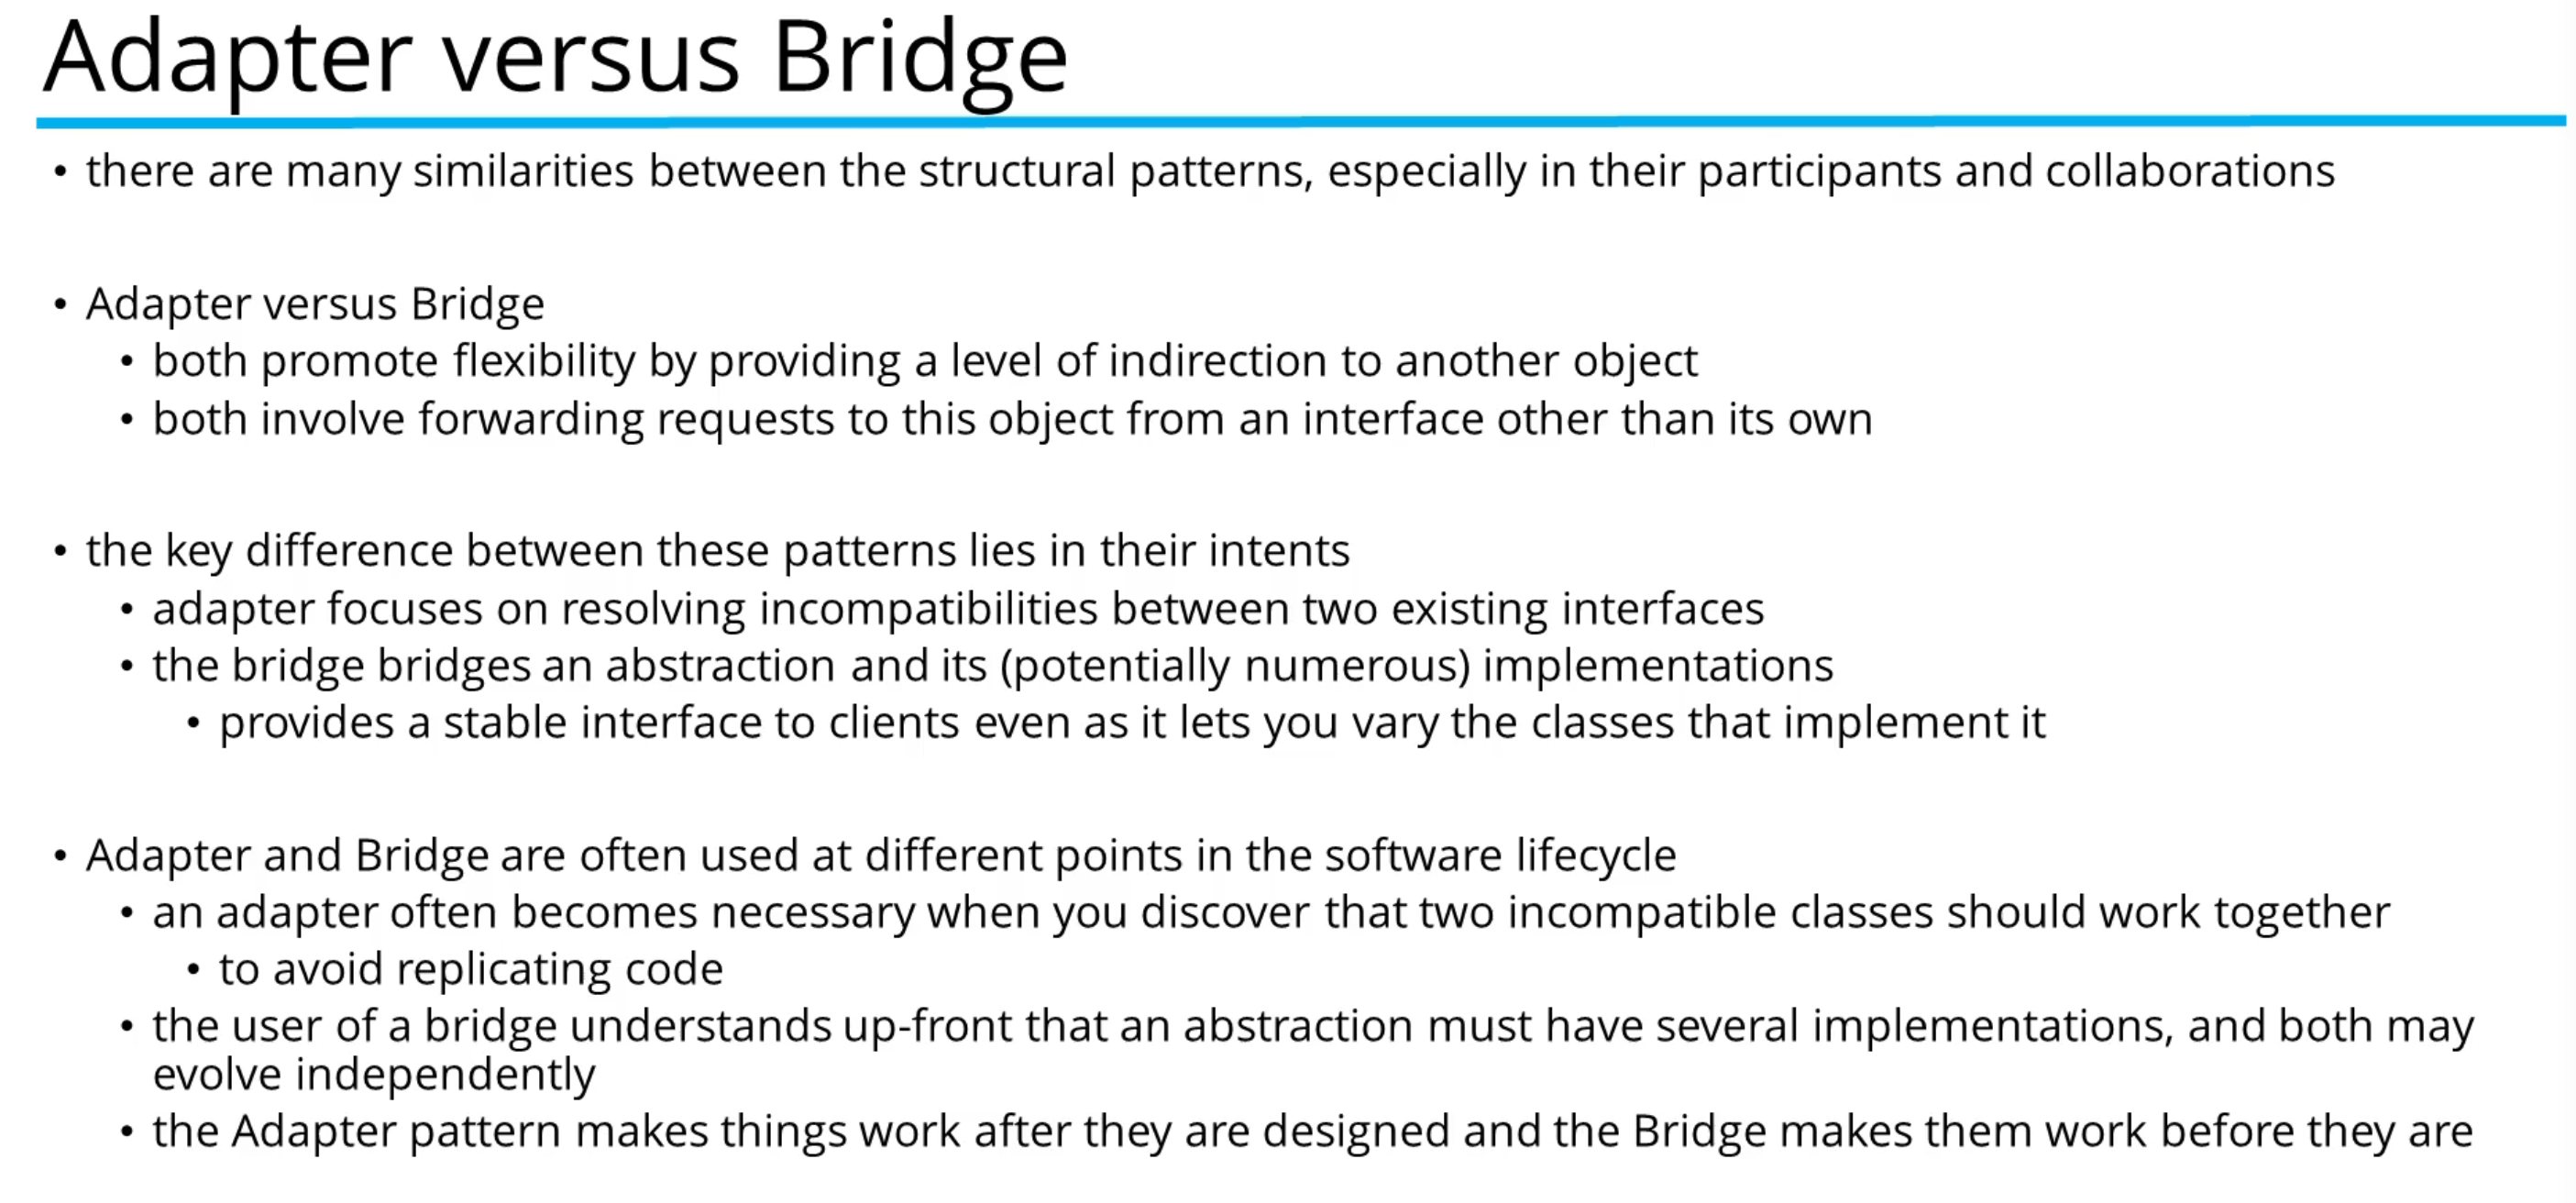 Adapter versus Bridge
• there are many similarities between the structural patterns, especially in their participants and collaborations
• Adapter versus Bridge
• both promote flexibility by providing a level of indirection to another object
• both involve forwarding requests to this object from an interface other than its own
• the key difference between these patterns lies in their intents
• adapter focuses on resolving incompatibilities between two existing interfaces
• the bridge bridges an abstraction and its (potentially numerous) implementations
• provides a stable interface to clients even as it lets you vary the classes that implement it
• Adapter and Bridge are often used at different points in the software lifecycle
• an adapter often becomes necessary when you discover that two incompatible classes should work together
• to avoid replicating code
• the user of a bridge understands up-front that an abstraction must have several implementations, and both may
evolve independently
• the Adapter pattern makes things work after they are designed and the Bridge makes them work before they are